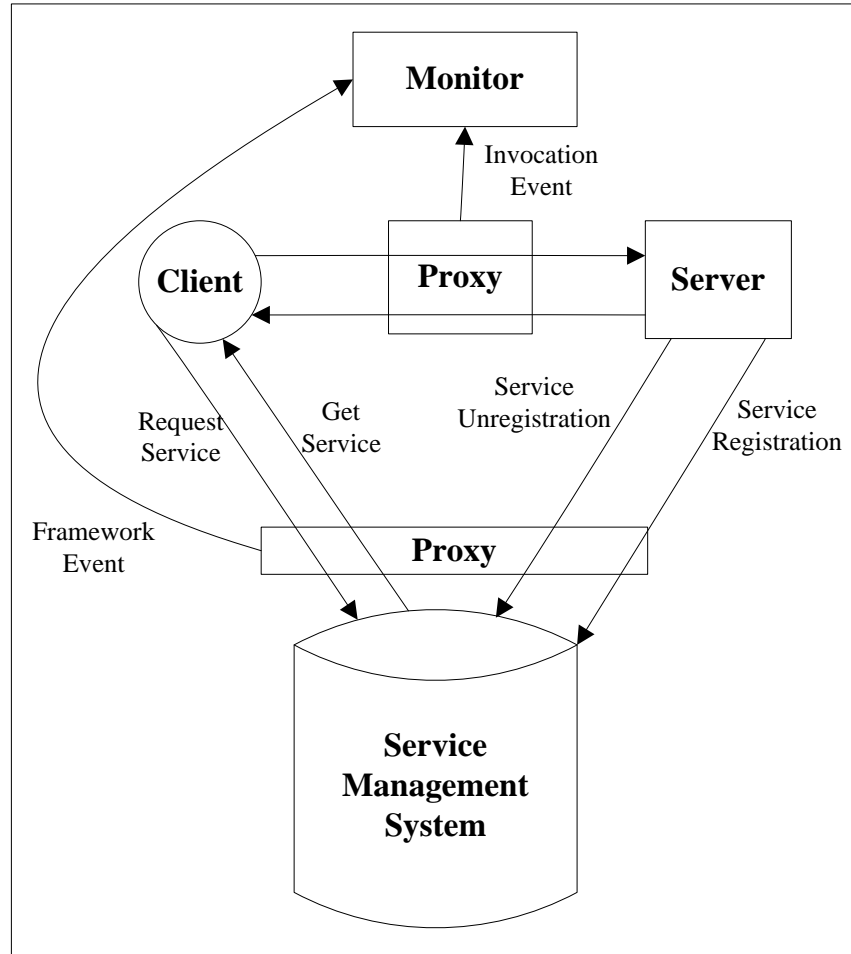 Monitor
Invocation
Event
Client
Proxy
Server
Request
Service
Get
Service
Service
Unregistration
Service
Registration
Framework
Event
Proxy
Service
Management
System